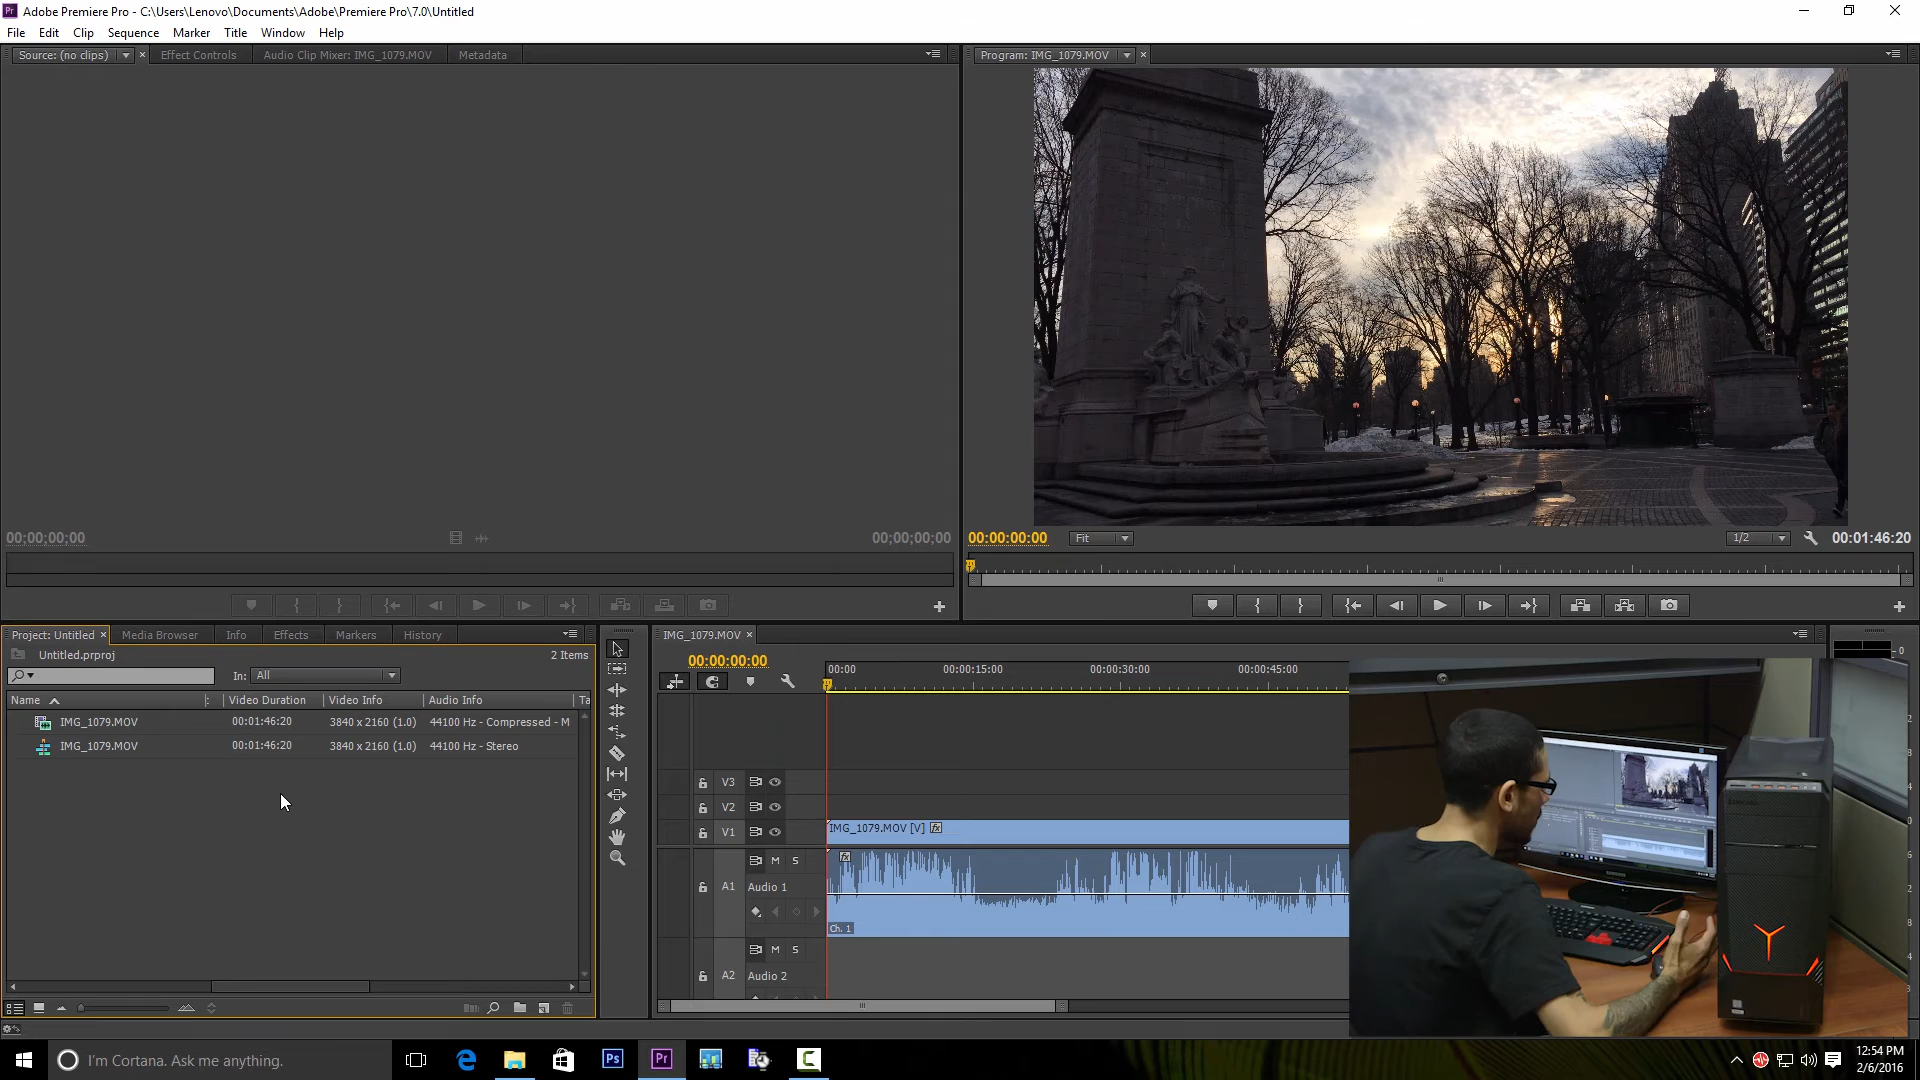 Pr Adobe Premiere Pro - C:\Users\Lenovo\Documents\Adobe\Premiere Pro\7.0\Untitled
File Edit Clip Sequence Marker Title Window Help
Source: (no clips) Effect Controls Audio Clip Mixer: IMG_1079.MOV Metadata
Program: IMG_1079.MOV
00;00;00;00
00;00;00;00
00:00:00:00 Fit 1/2 00:01:46:20
Project: Untitled Media Browser Info Effects Markers History
Untitled.prproj 2 Items
In: All
Name Video Duration Video Info Audio Info Ta
IMG_1079.MOV 00:01:46:20 3840 x 2160 (1.0) 44100 Hz - Compressed - M
IMG_1079.MOV 00:01:46:20 3840 x 2160 (1.0) 44100 Hz - Stereo
IMG_1079.MOV
00:00:00:00
00:00 00:00:15:00 00:00:30:00 00:00:45:00
V3
V2
V1 IMG_1079.MOV [V] fx
M S fx
A1 Audio 1
Ch. 1
M S
A2 Audio 2
0
I'm Cortana. Ask me anything.
Ps Pr
12:54 PM
2/6/2016